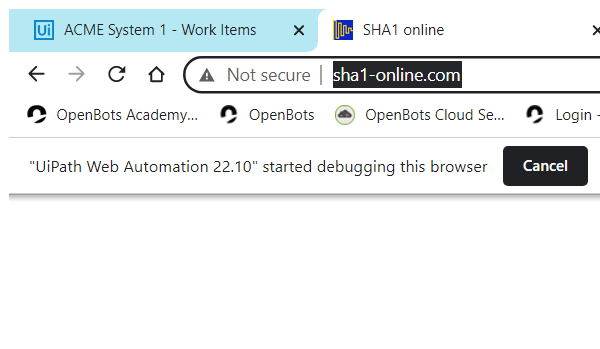 Ui ACME System 1 - Work Items SHA1 online
Not secure sha1-online.com
OpenBots Academy... OpenBots OpenBots Cloud Se... Login -
"UiPath Web Automation 22.10" started debugging this browser Cancel